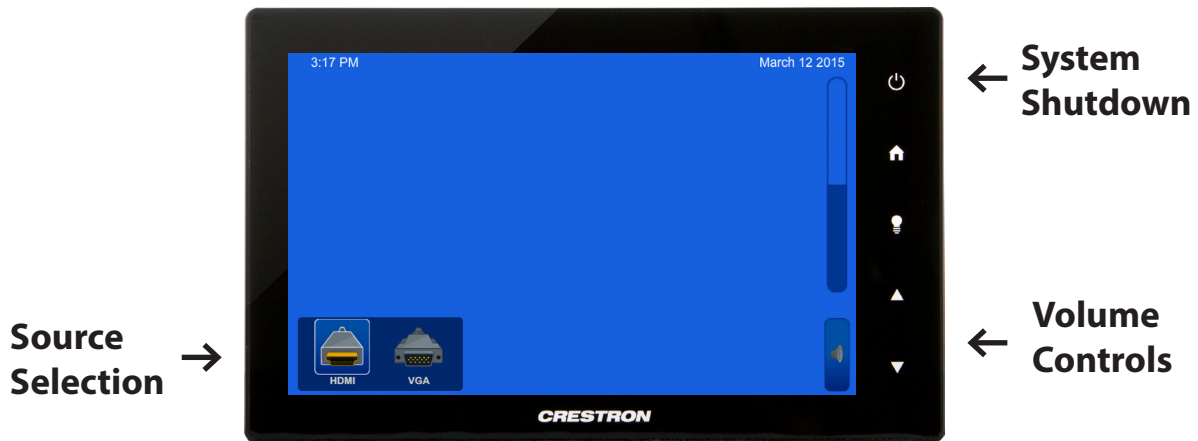 3:17 PM
March 12 2015
System
Shutdown
Source
Selection
HDMI
VGA
Volume
Controls
CRESTRON